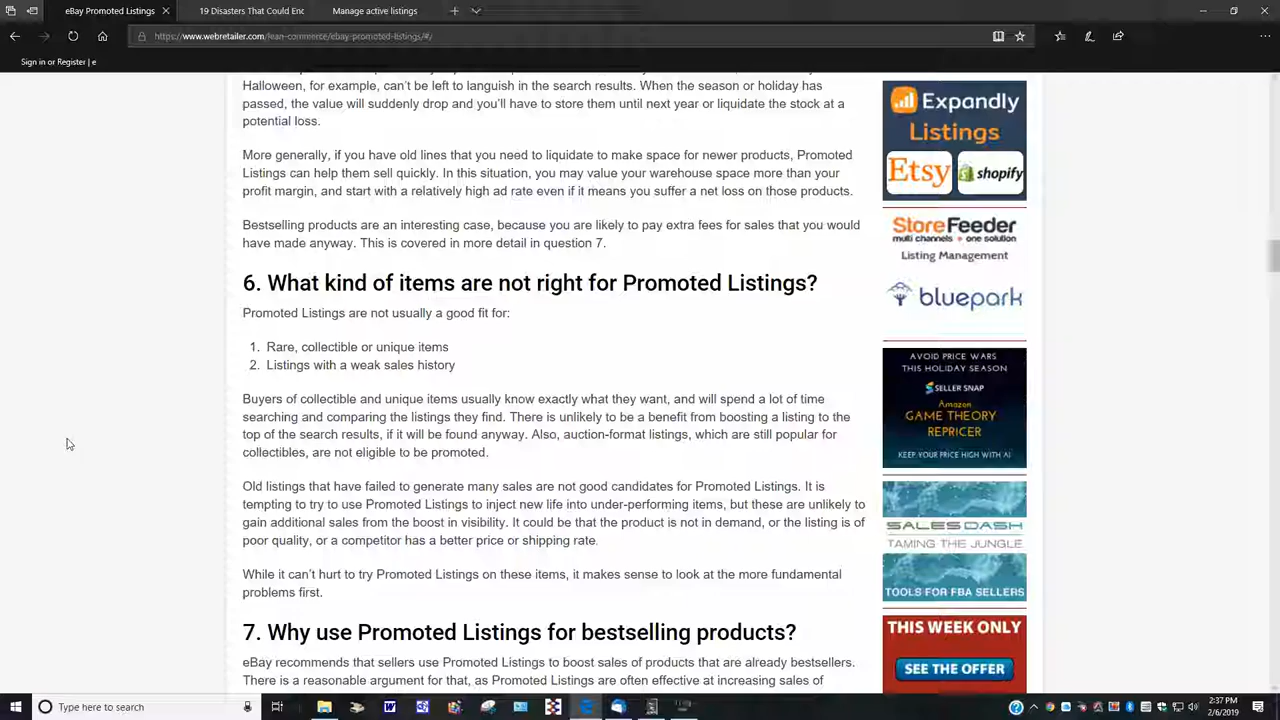 eBay Promoted Listings
19 Disasters That Could Enc
Manage active listings
https://www.webretailer.com/lean-commerce/ebay-promoted-listings/#/
Sign in or Register | e
Halloween, for example, can't be left to languish in the search results. When the season or holiday has
passed, the value will suddenly drop and you'll have to store them until next year or liquidate the stock at a
potential loss.
More generally, if you have old lines that you need to liquidate to make space for newer products, Promoted
Listings can help them sell quickly. In this situation, you may value your warehouse space more than your
profit margin, and start with a relatively high ad rate even if it means you suffer a net loss on those products.
Bestselling products are an interesting case, because you are likely to pay extra fees for sales that you would
have made anyway. This is covered in more detail in question 7.
6. What kind of items are not right for Promoted Listings?
Promoted Listings are not usually a good fit for:
1. Rare, collectible or unique items
2. Listings with a weak sales history
Buyers of collectible and unique items usually know exactly what they want, and will spend a lot of time
searching and comparing the listings they find. There is unlikely to be a benefit from boosting a listing to the
top of the search results, if it will be found anyway. Also, auction-format listings, which are still popular for
collectibles, are not eligible to be promoted.
Old listings that have failed to generate many sales are not good candidates for Promoted Listings. It is
tempting to try to use Promoted Listings to inject new life into under-performing items, but these are unlikely to
gain additional sales from the boost in visibility. It could be that the product is not in demand, or the listing is of
poor quality, or a competitor has a better price or shipping rate.
While it can't hurt to try Promoted Listings on these items, it makes sense to look at the more fundamental
problems first.
7. Why use Promoted Listings for bestselling products?
eBay recommends that sellers use Promoted Listings to boost sales of products that are already bestsellers.
There is a reasonable argument for that, as Promoted Listings are often effective at increasing sales of
Expandly
Listings
Etsy
shopify
StoreFeeder
multi channels + one solution
Listing Management
bluepark
AVOID PRICE WARS
THIS HOLIDAY SEASON
SELLER SNAP
Amazon
GAME THEORY
REPRICER
KEEP YOUR PRICE HIGH WITH AI
SALESDASH
TAMING THE JUNGLE
TOOLS FOR FBA SELLERS
THIS WEEK ONLY
SEE THE OFFER
Type here to search
2:37 PM
2/6/2019